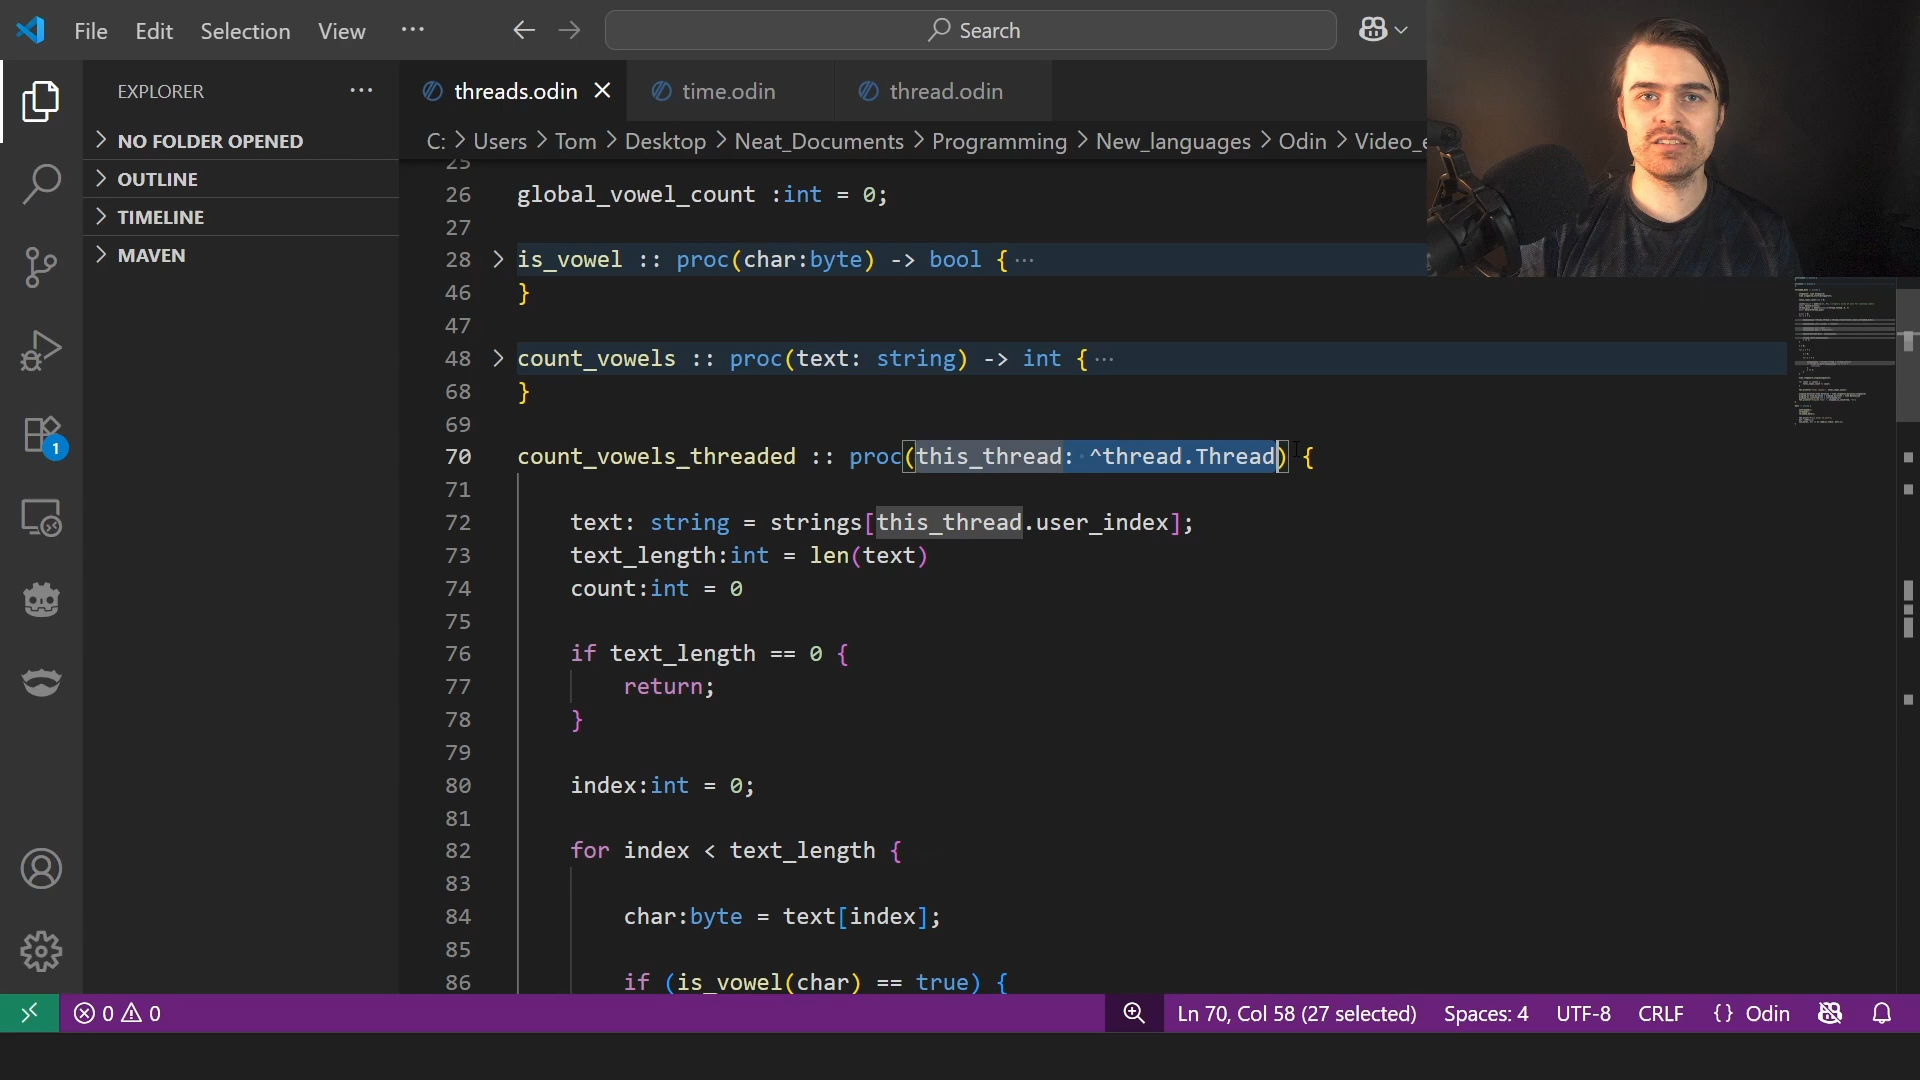 File Edit Selection View ··· Search
EXPLORER ···
threads.odin time.odin thread.odin
NO FOLDER OPENED
OUTLINE
TIMELINE
MAVEN
1
C: > Users > Tom > Desktop > Neat_Documents > Programming > New_languages > Odin > Video_e
25
26 global_vowel_count :int = 0;
27
28 is_vowel :: proc(char:byte) -> bool {···
46 }
47
48 count_vowels :: proc(text: string) -> int {···
68 }
69
70 count_vowels_threaded :: proc(this_thread: ^thread.Thread) {
71
72 text: string = strings[this_thread.user_index];
73 text_length:int = len(text)
74 count:int = 0
75
76 if text_length == 0 {
77 return;
78 }
79
80 index:int = 0;
81
82 for index < text_length {
83
84 char:byte = text[index];
85
86 if (is_vowel(char) == true) {
0 0 Ln 70, Col 58 (27 selected) Spaces: 4 UTF-8 CRLF {} Odin